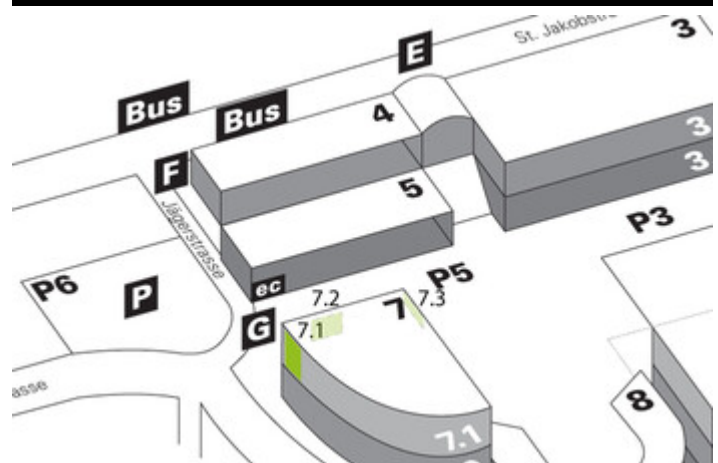 St. Jakobstr
3
E
Bus
Bus
4
3
3
F
5
Jägerstrasse
P3
P6
P
ec
P5
7.2
7
7.3
G
7.1
asse
8
7.1